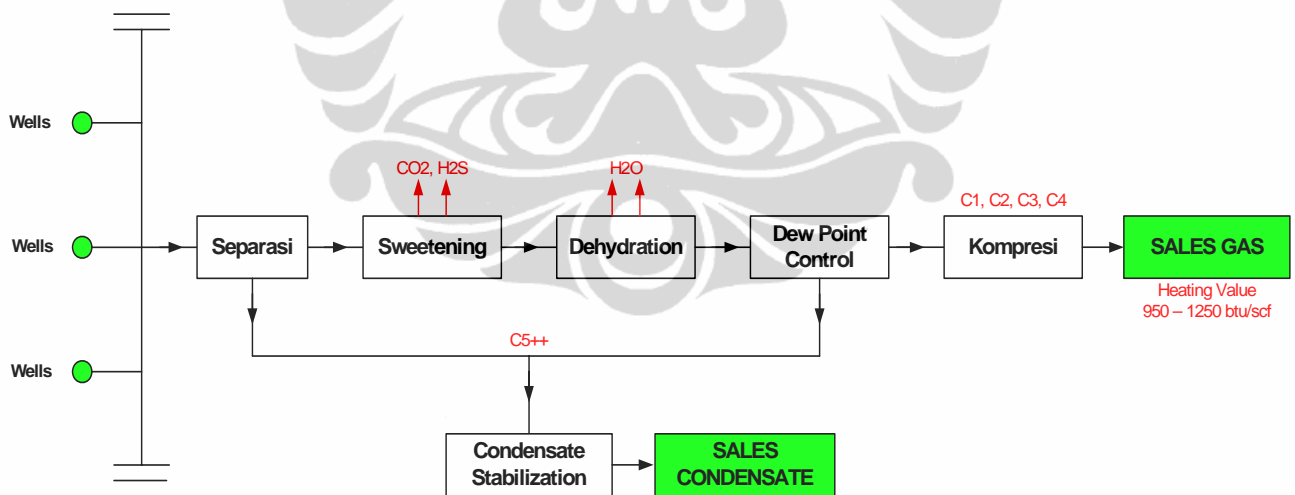 Wells
CO2, H2S
H2O
C1, C2, C3, C4
Wells
Separasi
Sweetening
Dehydration
Dew Point
Control
Kompresi
SALES GAS
Heating Value
950 – 1250 btu/scf
C5++
Wells
Condensate
Stabilization
SALES
CONDENSATE